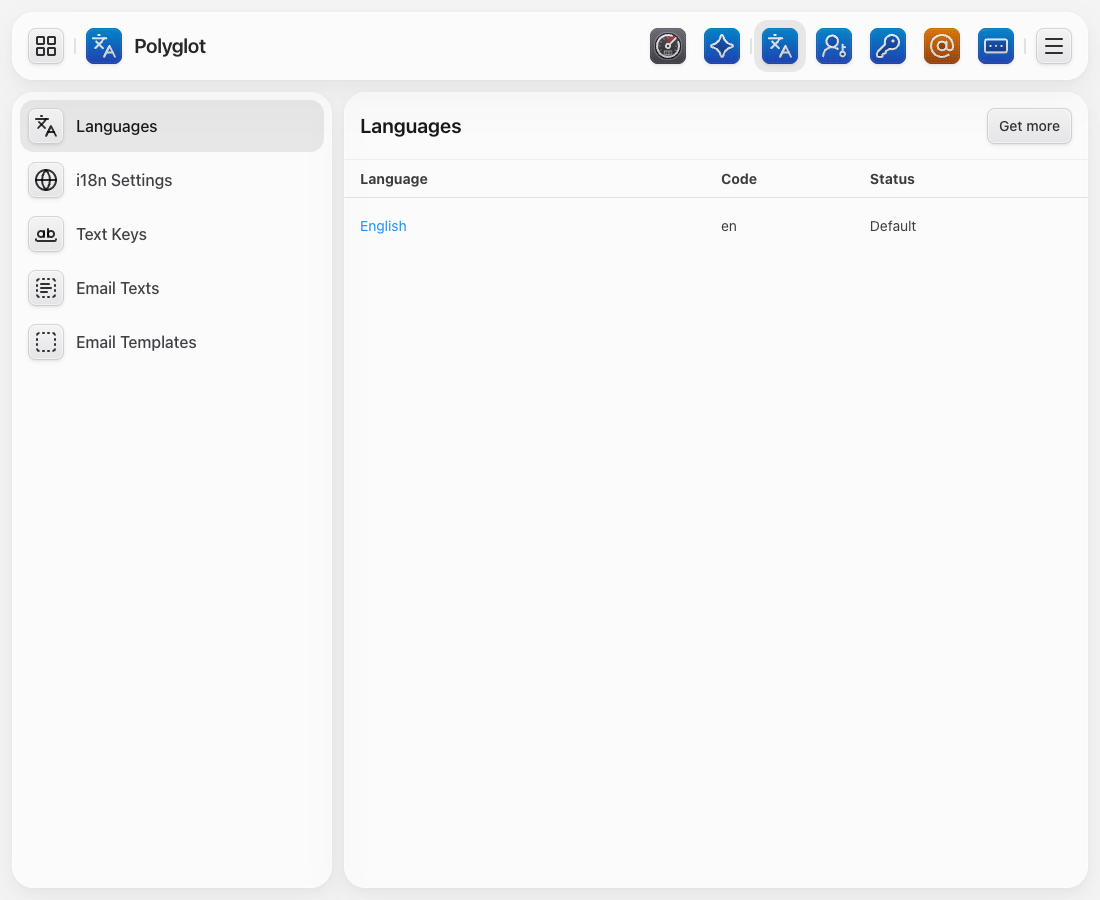 Polyglot
Languages
i18n Settings
ab
Text Keys
Email Texts
Email Templates
Languages
Get more
Language Code Status
English en Default